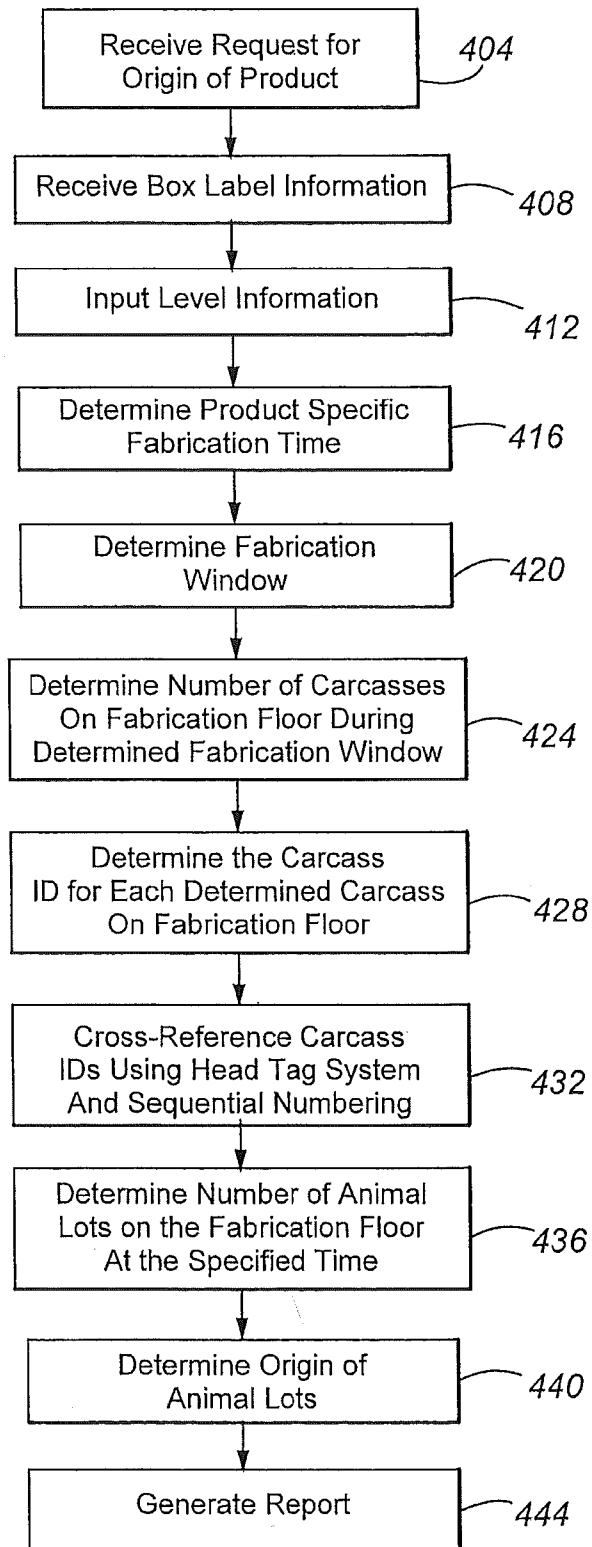 Receive Request for
Origin of Product
404
Receive Box Label Information
408
Input Level Information
412
Determine Product Specific
Fabrication Time
416
Determine Fabrication
Window
420
Determine Number of Carcasses
On Fabrication Floor During
Determined Fabrication Window
424
Determine the Carcass
ID for Each Determined Carcass
On Fabrication Floor
428
Cross-Reference Carcass
IDs Using Head Tag System
And Sequential Numbering
432
Determine Number of Animal
Lots on the Fabrication Floor
At the Specified Time
436
Determine Origin of
Animal Lots
440
Generate Report
444